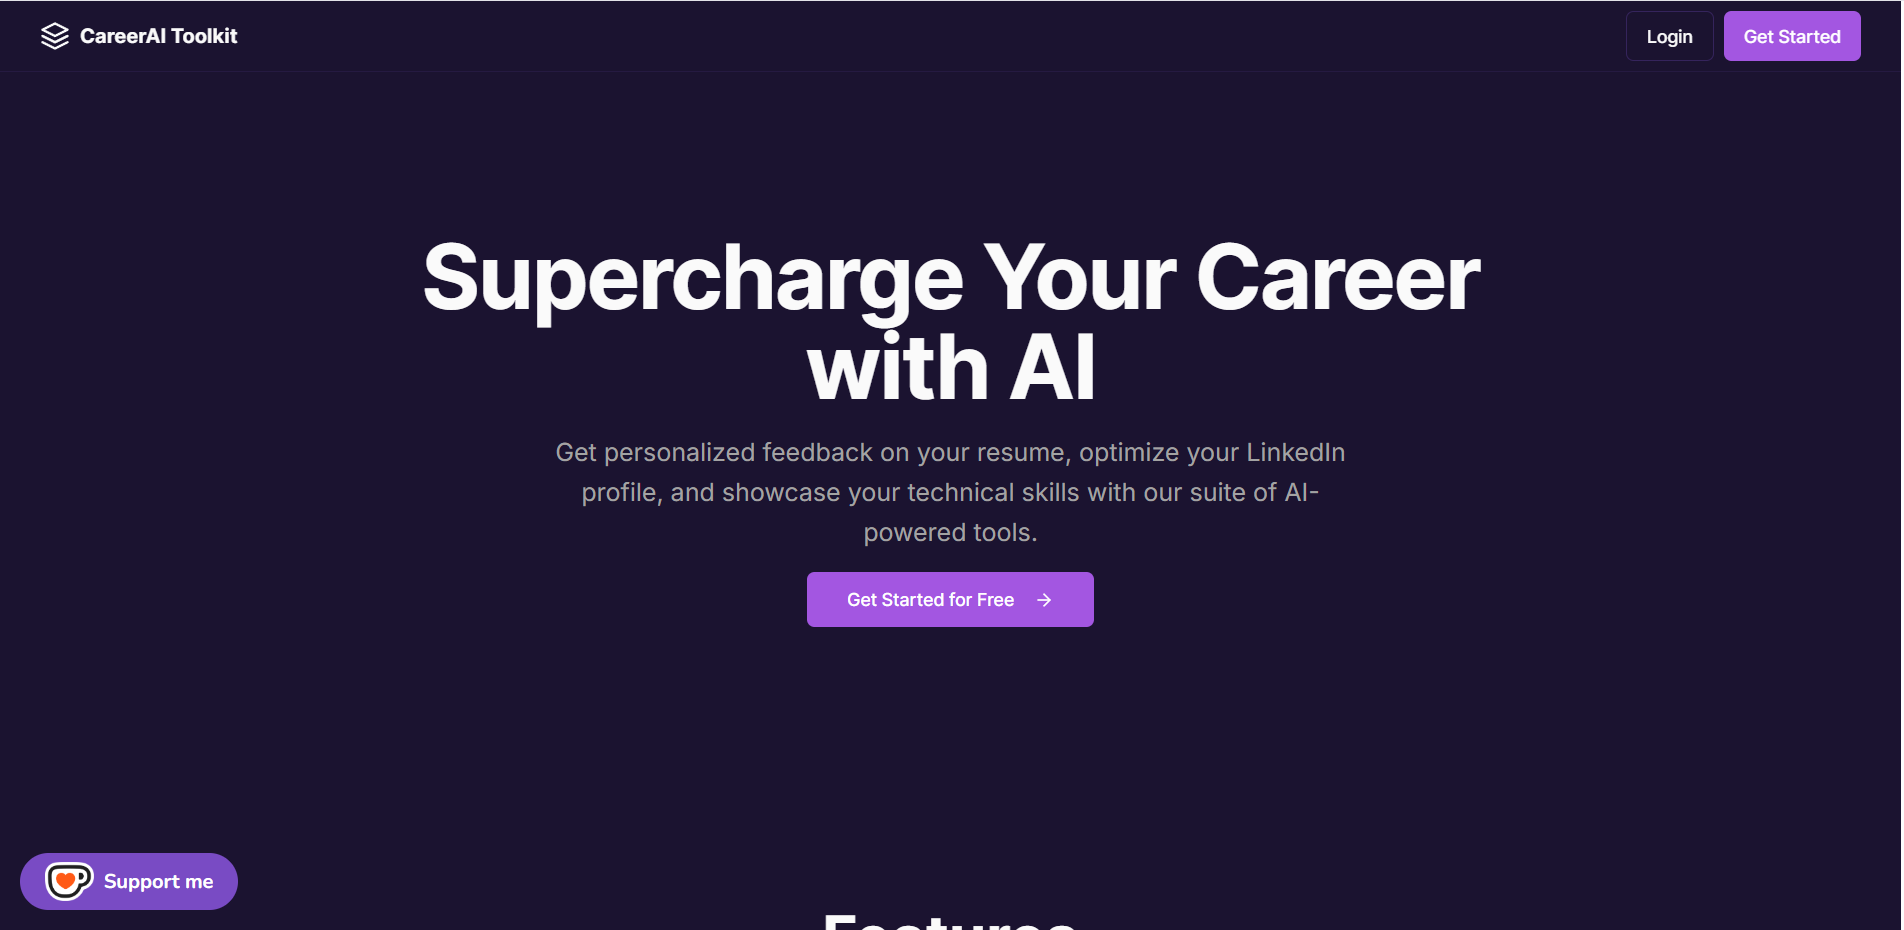 CareerAI Toolkit
Login
Get Started
Supercharge Your Career
with AI
Get personalized feedback on your resume, optimize your LinkedIn
profile, and showcase your technical skills with our suite of AI-
powered tools.
Get Started for Free
Support me
Features